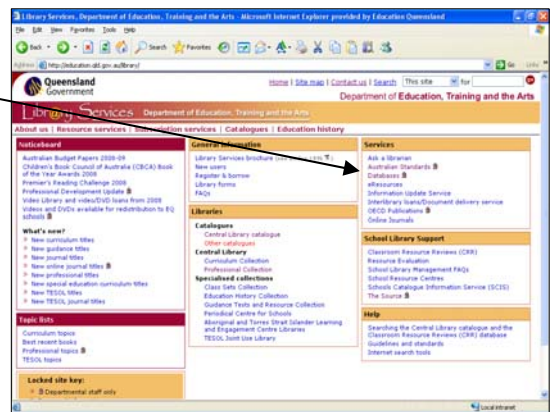 Library Services, Department of Education, Training and the Arts - Microsoft Internet Explorer provided by Education Queensland
File Edit View Favorites Tools Help
Back Search Favorites
Address http://education.qld.gov.au/library/ Go Links
Queensland Government
Home | Site map | Contact us | Search This site for
Department of Education, Training and the Arts
Library Services Department of Education, Training and the Arts
About us | Resource services | Subscription services | Catalogues | Education history
Noticeboard
Australian Budget Papers 2008-09
Children's Book Council of Australia (CBCA) Book of the Year Awards 2008
Premier's Reading Challenge 2008
Professional Development Update
Video Library and video/DVD loans from 2008
Videos and DVDs available for redistribution to EQ schools
What's new?
New curriculum titles
New guidance titles
New journal titles
New online journal titles
New professional titles
New special education curriculum titles
New TESOL titles
New TESOL journal titles
Topic lists
Curriculum topics
Best recent books
Professional topics
TESOL topics
Locked site key:
Departmental staff only
General information
Library Services brochure
New users
Register & borrow
Library forms
FAQs
Libraries
Catalogues
Central Library catalogue
Other catalogues
Central Library
Curriculum Collection
Professional Collection
Specialised collections
Class Sets Collection
Education History Collection
Guidance Tests and Resource Collection
Periodical Centre for Schools
Aboriginal and Torres Strait Islander Learning and Engagement Centre Libraries
TESOL Joint Use Library
Services
Ask a librarian
Australian Standards
Databases
eResources
Information Update Service
Interlibrary loans/Document delivery service
OECD Publications
Online Journals
School Library Support
Classroom Resource Reviews (CRR)
Resource Evaluation
School Library Management FAQs
School Resource Centres
Schools Catalogue Information Service (SCIS)
The Source
Help
Searching the Central Library catalogue and the Classroom Resource Reviews (CRR) database
Guidelines and standards
Internet search tools
Local intranet